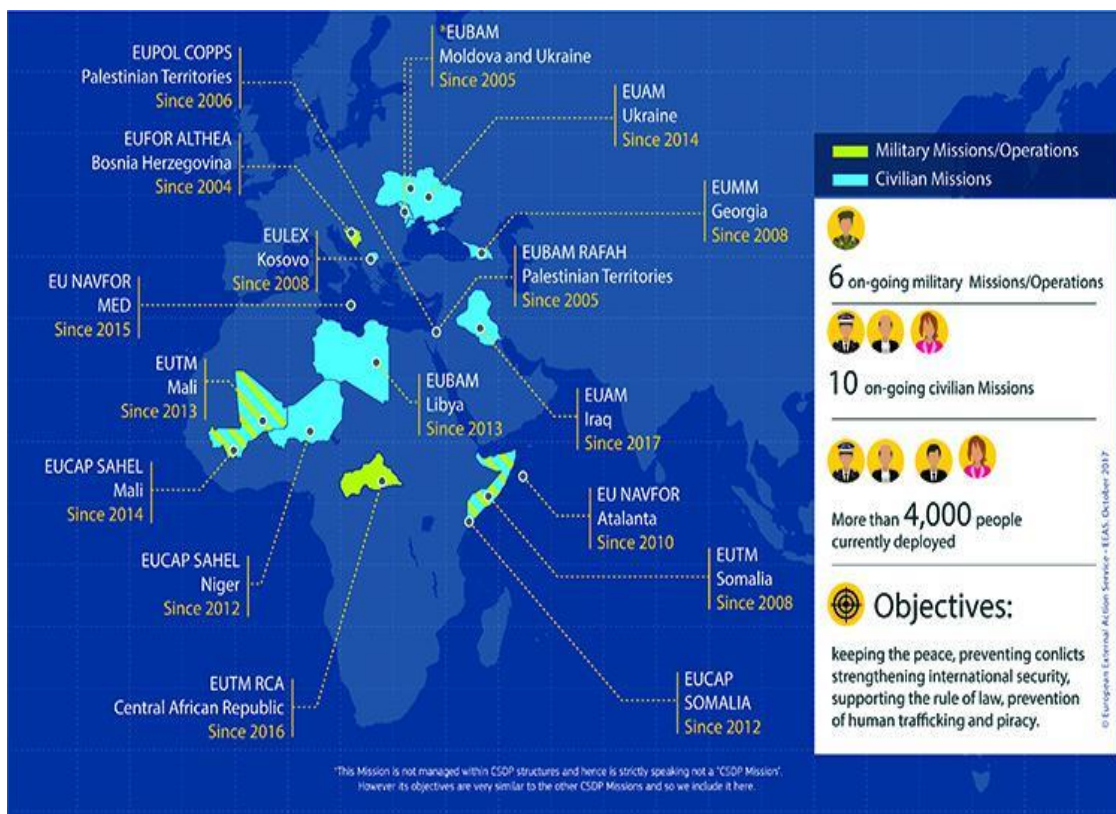 *EUBAM
Moldova and Ukraine
Since 2005
EUPOL COPPS
Palestinian Territories
Since 2006
EUAM
Ukraine
Since 2014
EUFOR ALTHEA
Bosnia Herzegovina
Since 2004
EUMM
Georgia
Since 2008
EULEX
Kosovo
Since 2008
EUBAM RAFAH
Palestinian Territories
Since 2005
EU NAVFOR
MED
Since 2015
EUTM
Mali
Since 2013
EUBAM
Libya
Since 2013
EUAM
Iraq
Since 2017
EUCAP SAHEL
Mali
Since 2014
EU NAVFOR
Atalanta
Since 2010
EUCAP SAHEL
Niger
Since 2012
EUTM
Somalia
Since 2008
EUTM RCA
Central African Republic
Since 2016
EUCAP
SOMALIA
Since 2012
*This Mission is not managed within CSDP structures and hence is strictly speaking not a "CSDP Mission".
However its objectives are very similar to the other CSDP Missions and so we include it here.
Military Missions/Operations
Civilian Missions
6 on-going military Missions/Operations
10 on-going civilian Missions
More than 4,000 people
currently deployed
Objectives:
keeping the peace, preventing conlicts
strengthening international security,
supporting the rule of law, prevention
of human trafficking and piracy.
© European External Action Service - EEAS, October 2017